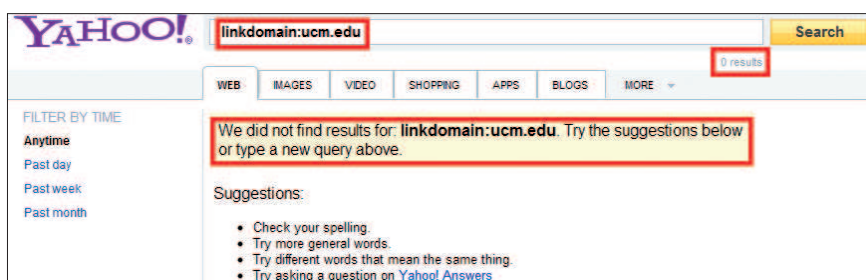 YAHOO!® linkdomain:ucm.edu Search
0 results
WEB IMAGES VIDEO SHOPPING APPS BLOGS MORE
FILTER BY TIME
Anytime
Past day
Past week
Past month
We did not find results for: linkdomain:ucm.edu. Try the suggestions below
or type a new query above.
Suggestions:
• Check your spelling.
• Try more general words.
• Try different words that mean the same thing.
• Try asking a question on Yahoo! Answers